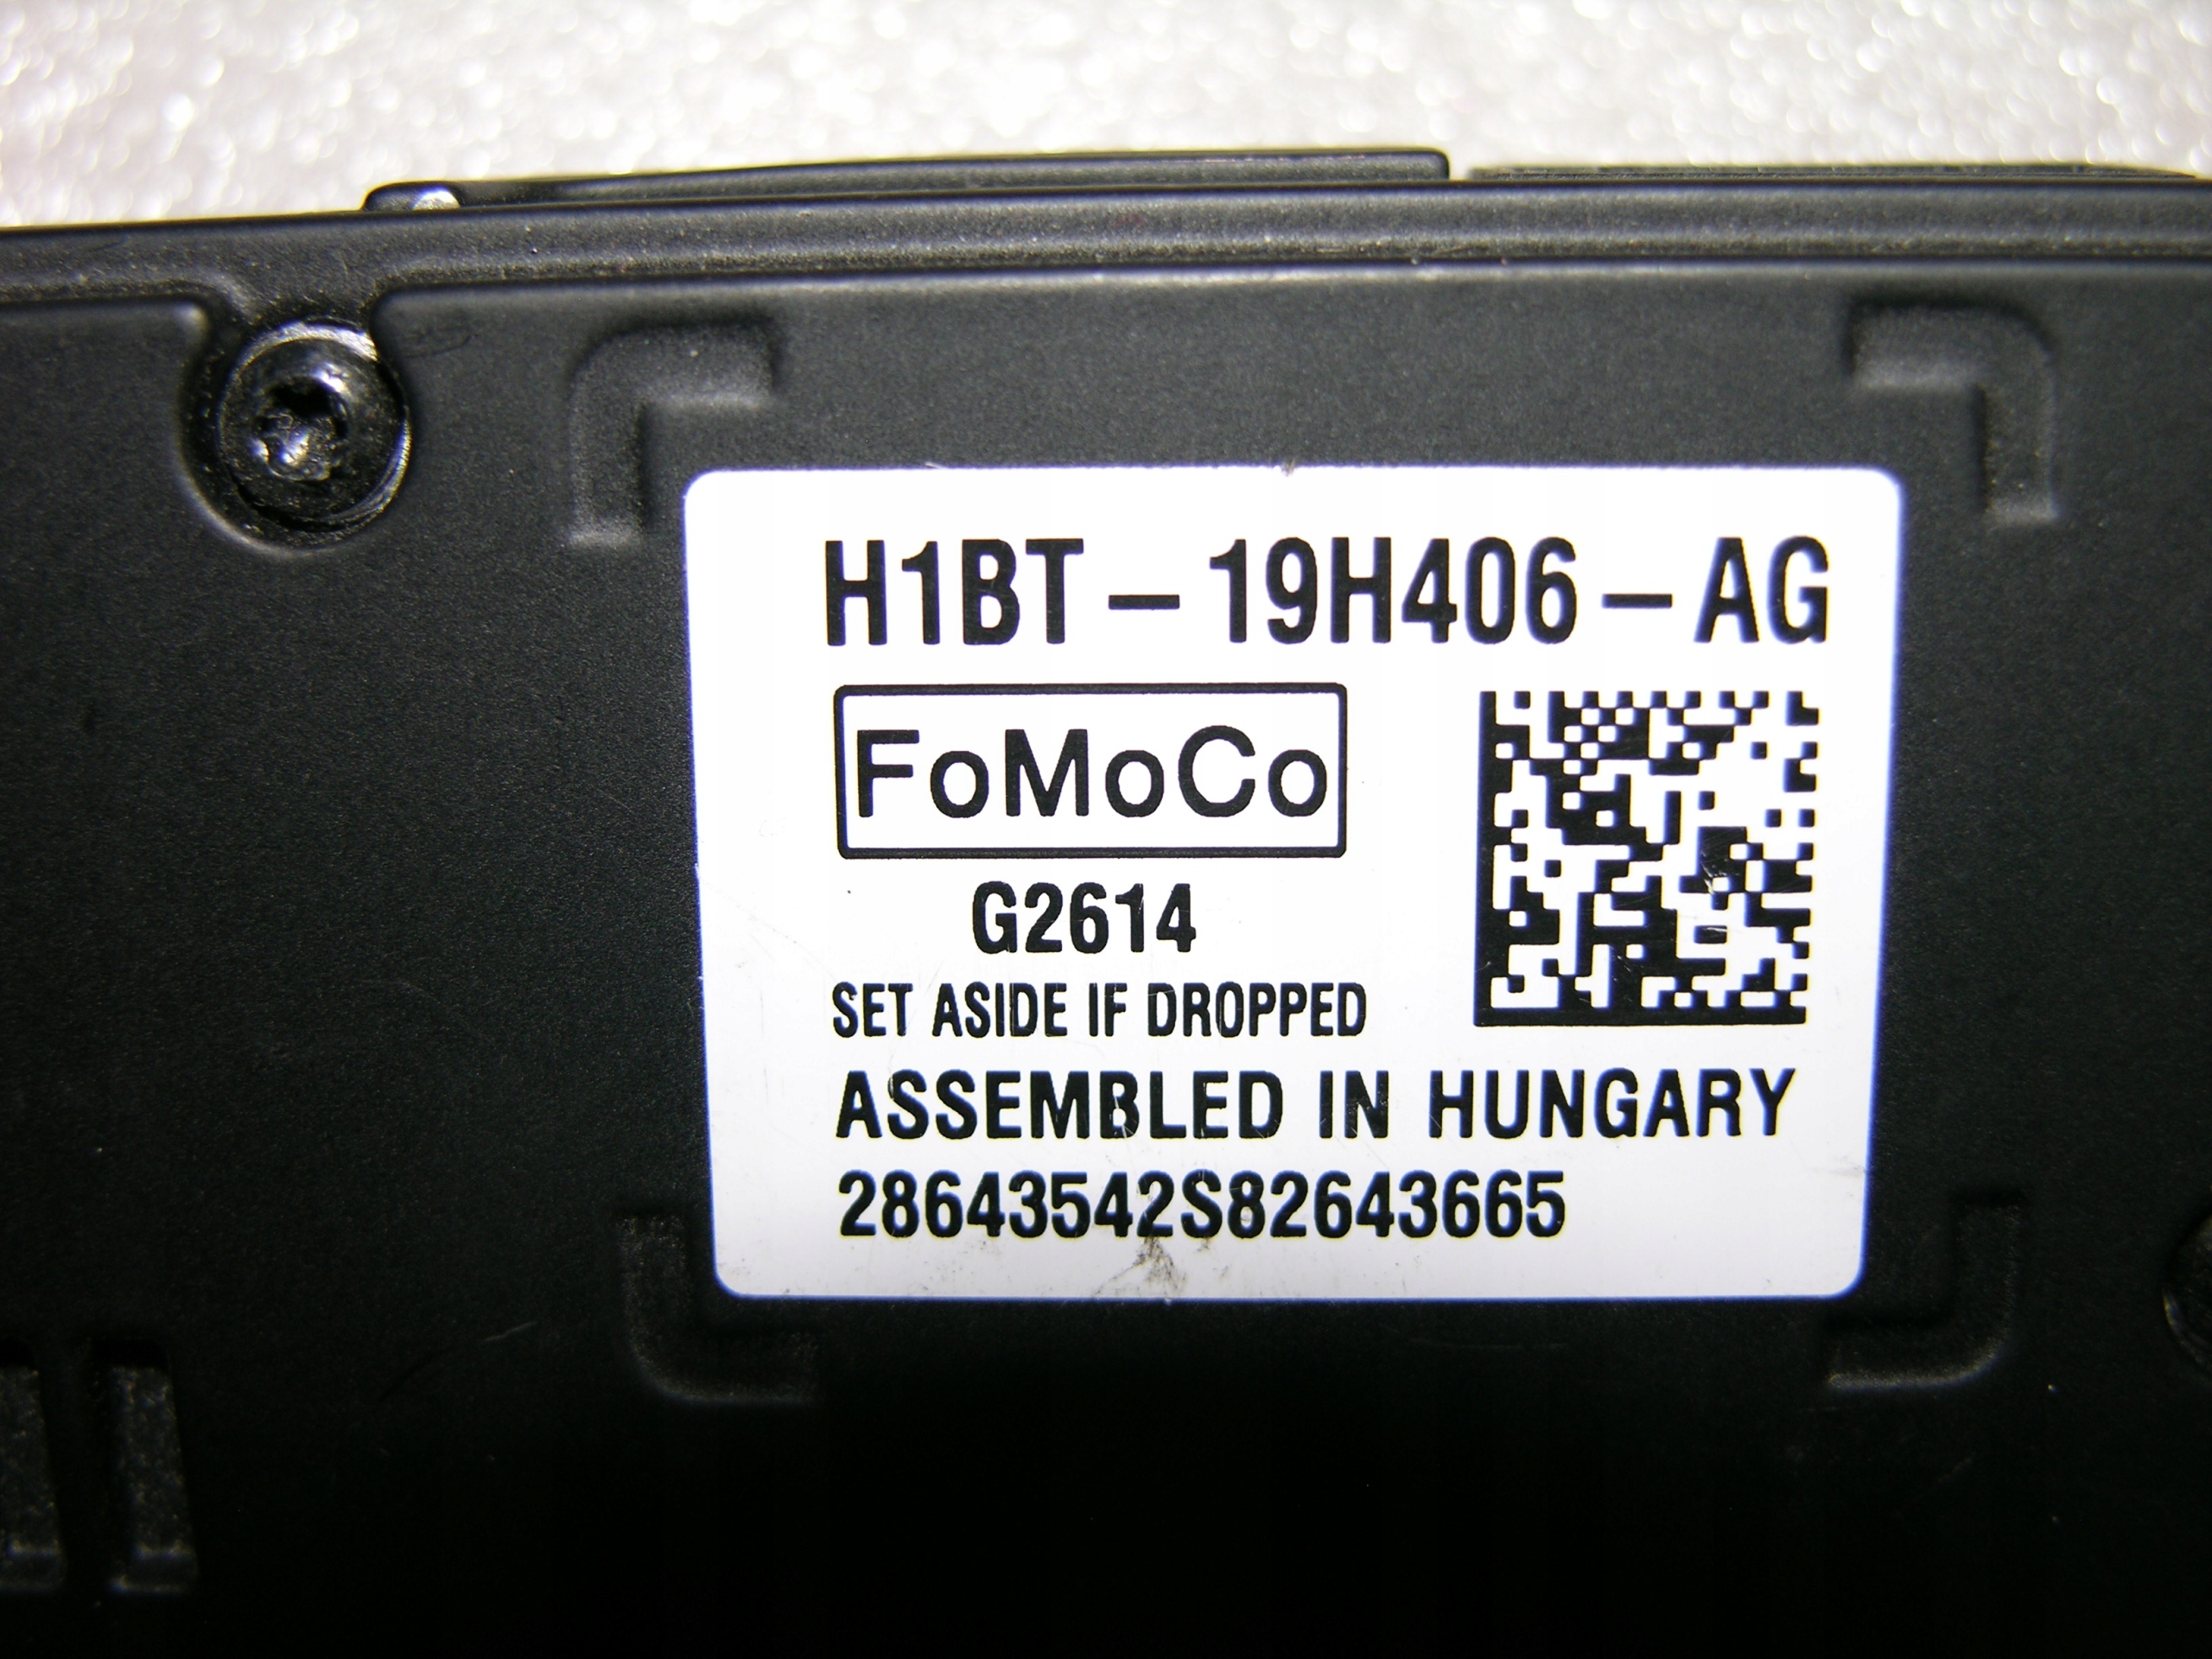 H1BT-19H406-AG
FoMoCo
G2614
SET ASIDE IF DROPPED
ASSEMBLED IN HUNGARY
28643542S82643665